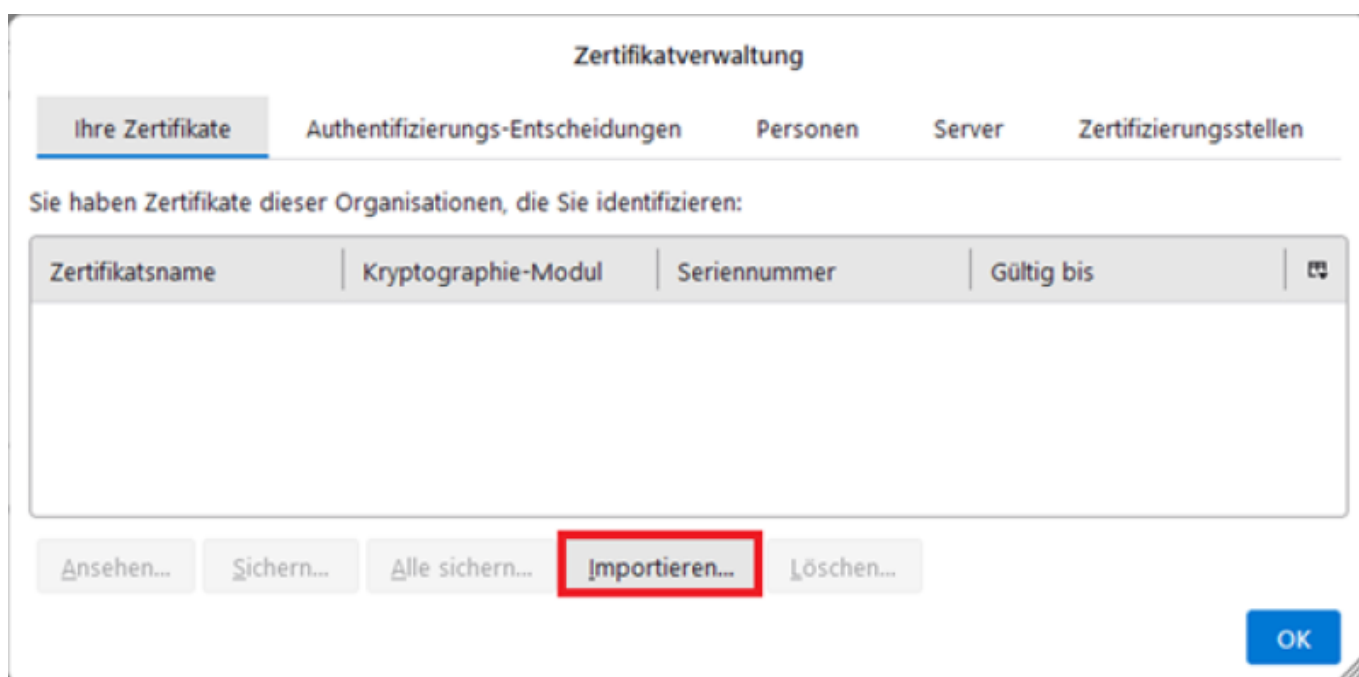 Zertifikatverwaltung
Ihre Zertifikate Authentifizierungs-Entscheidungen Personen Server Zertifizierungsstellen
Sie haben Zertifikate dieser Organisationen, die Sie identifizieren:
Zertifikatsname Kryptographie-Modul Seriennummer Gültig bis
Ansehen... Sichern... Alle sichern... Importieren... Löschen...
OK